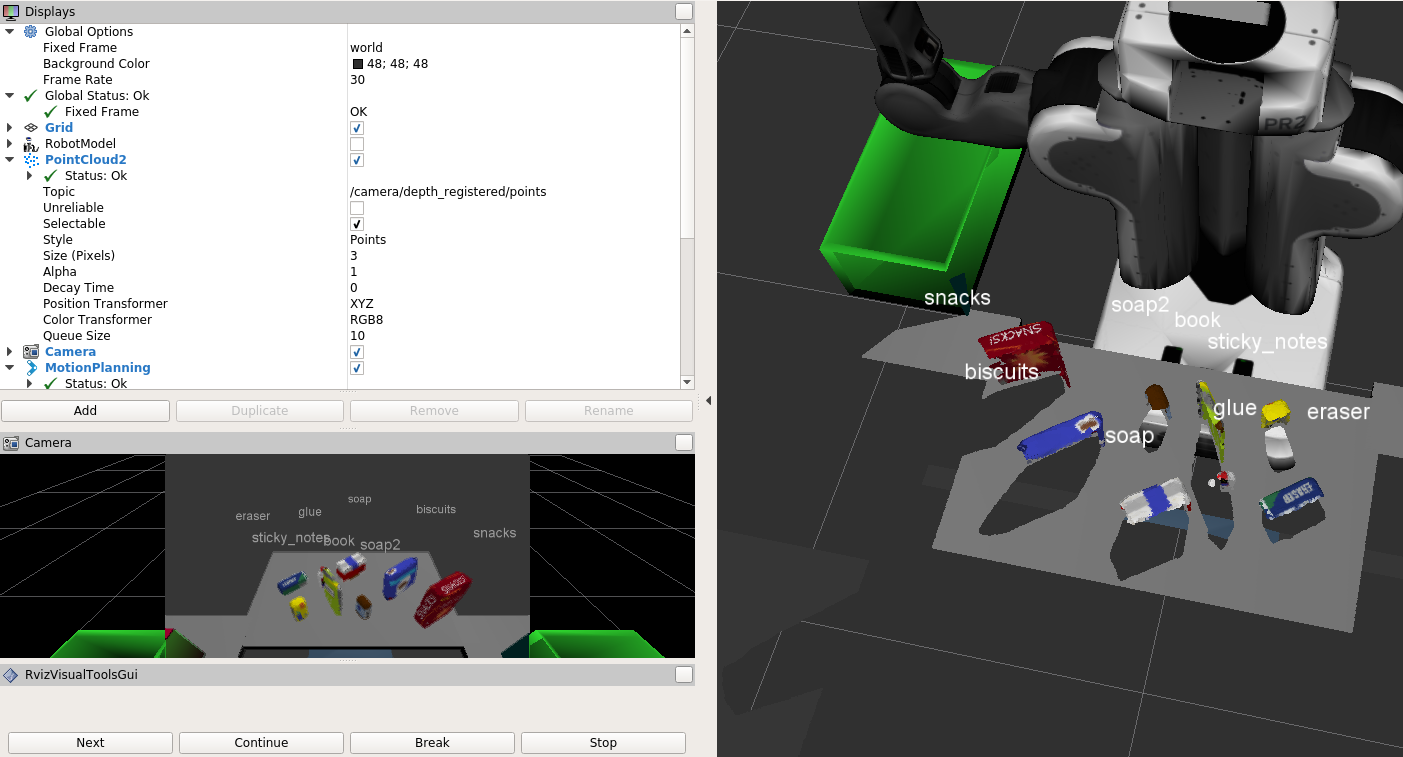 Displays
Global Options
Fixed Frame world
Background Color 48; 48; 48
Frame Rate 30
Global Status: Ok
Fixed Frame OK
Grid
RobotModel
PointCloud2
Status: Ok
Topic /camera/depth_registered/points
Unreliable
Selectable
Style Points
Size (Pixels) 3
Alpha 1
Decay Time 0
Position Transformer XYZ
Color Transformer RGB8
Queue Size 10
Camera
MotionPlanning
Status: Ok
Add Duplicate Remove Rename
Camera
soap
eraser glue biscuits
sticky_notes book soap2 snacks
SNACKS!
RvizVisualToolsGui
Next Continue Break Stop
PR2
snacks soap2
book
sticky_notes
SNACKS!
biscuits
glue eraser
soap
ERASER